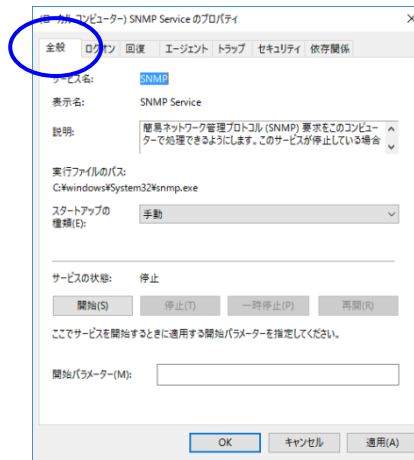 (ローカル コンピューター) SNMP Service のプロパティ
全般 ログオン 回復 エージェント トラップ セキュリティ 依存関係
サービス名: SNMP
表示名: SNMP Service
説明: 簡易ネットワーク管理プロトコル (SNMP) 要求をこのコンピュー
ターで処理できるようにします。このサービスが停止している場合
実行ファイルのパス:
C:¥windows¥System32¥snmp.exe
スタートアップの
種類(E): 手動
サービスの状態: 停止
開始(S) 停止(T) 一時停止(P) 再開(R)
ここでサービスを開始するときに適用する開始パラメーターを指定してください。
開始パラメーター(M):
OK キャンセル 適用(A)